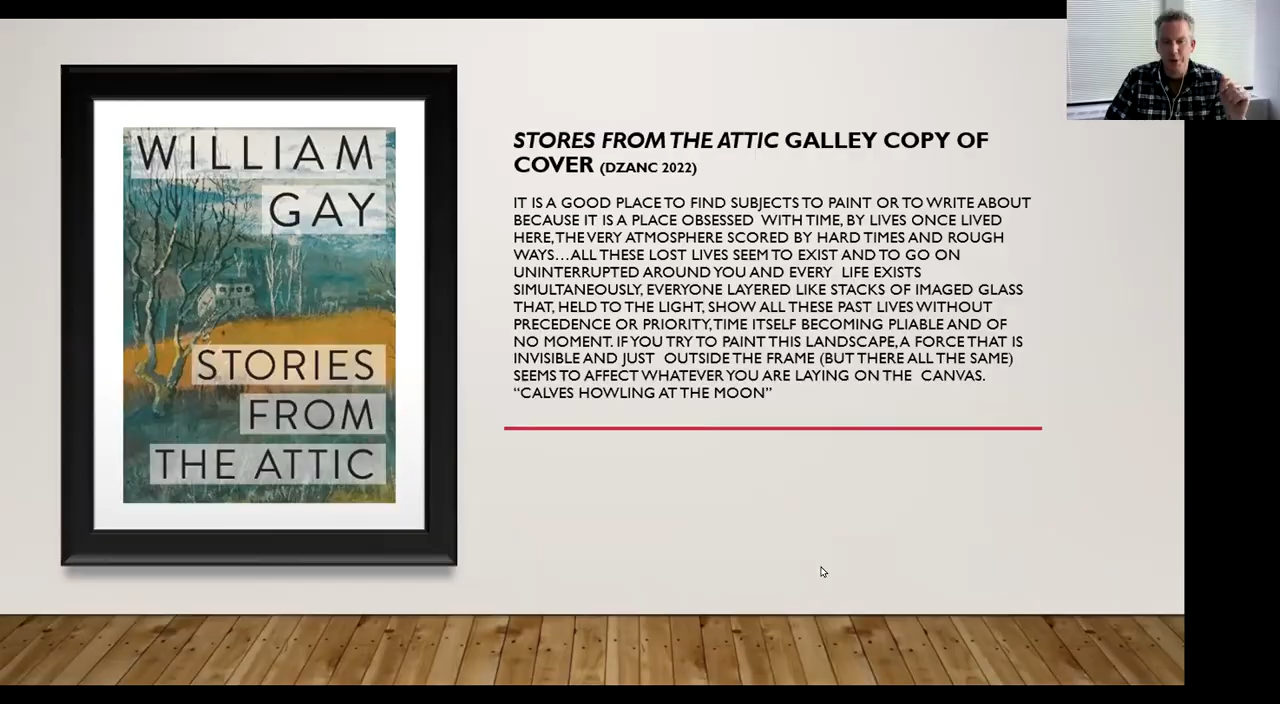 WILLIAM
GAY
STORIES
FROM
THE ATTIC
STORES FROM THE ATTIC GALLEY COPY OF
COVER (DZANC 2022)
IT IS A GOOD PLACE TO FIND SUBJECTS TO PAINT OR TO WRITE ABOUT
BECAUSE IT IS A PLACE OBSESSED WITH TIME, BY LIVES ONCE LIVED
HERE, THE VERY ATMOSPHERE SCORED BY HARD TIMES AND ROUGH
WAYS…ALL THESE LOST LIVES SEEM TO EXIST AND TO GO ON
UNINTERRUPTED AROUND YOU AND EVERY LIFE EXISTS
SIMULTANEOUSLY, EVERYONE LAYERED LIKE STACKS OF IMAGED GLASS
THAT, HELD TO THE LIGHT, SHOW ALL THESE PAST LIVES WITHOUT
PRECEDENCE OR PRIORITY, TIME ITSELF BECOMING PLIABLE AND OF
NO MOMENT. IF YOU TRY TO PAINT THIS LANDSCAPE, A FORCE THAT IS
INVISIBLE AND JUST OUTSIDE THE FRAME (BUT THERE ALL THE SAME)
SEEMS TO AFFECT WHATEVER YOU ARE LAYING ON THE CANVAS.
“CALVES HOWLING AT THE MOON”